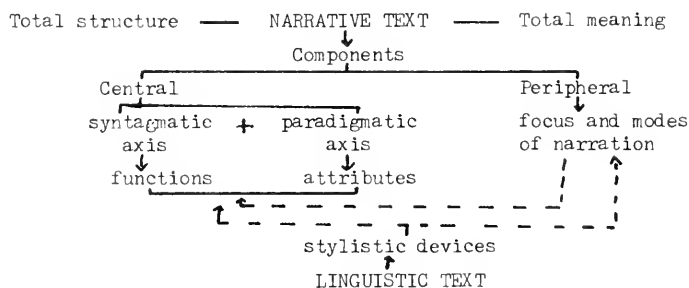 Total structure — NARRATIVE TEXT — Total meaning
Components
Central Peripheral
syntagmatic + paradigmatic focus and modes
axis axis of narration
functions attributes
stylistic devices
LINGUISTIC TEXT